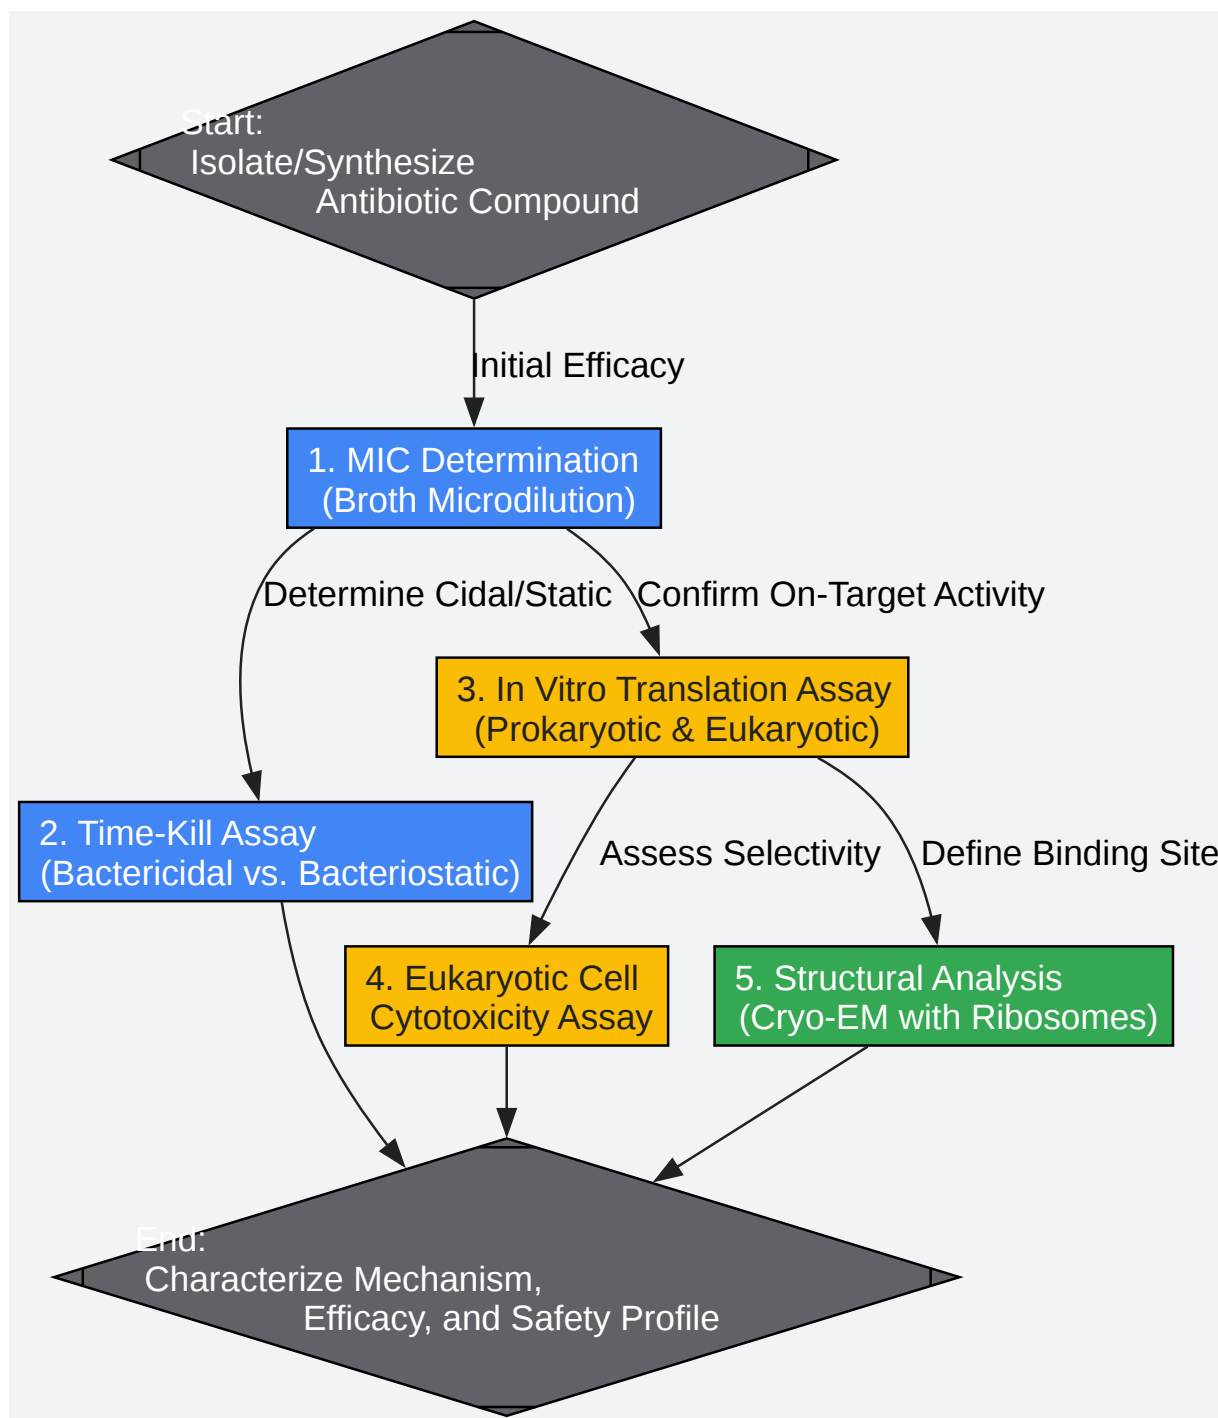 Start:
Isolate/Synthesize
Antibiotic Compound
Initial Efficacy
1. MIC Determination
(Broth Microdilution)
Determine Cidal/Static
Confirm On-Target Activity
3. In Vitro Translation Assay
(Prokaryotic & Eukaryotic)
2. Time-Kill Assay
(Bactericidal vs. Bacteriostatic)
Assess Selectivity
Define Binding Site
4. Eukaryotic Cell
Cytotoxicity Assay
5. Structural Analysis
(Cryo-EM with Ribosomes)
End:
Characterize Mechanism,
Efficacy, and Safety Profile